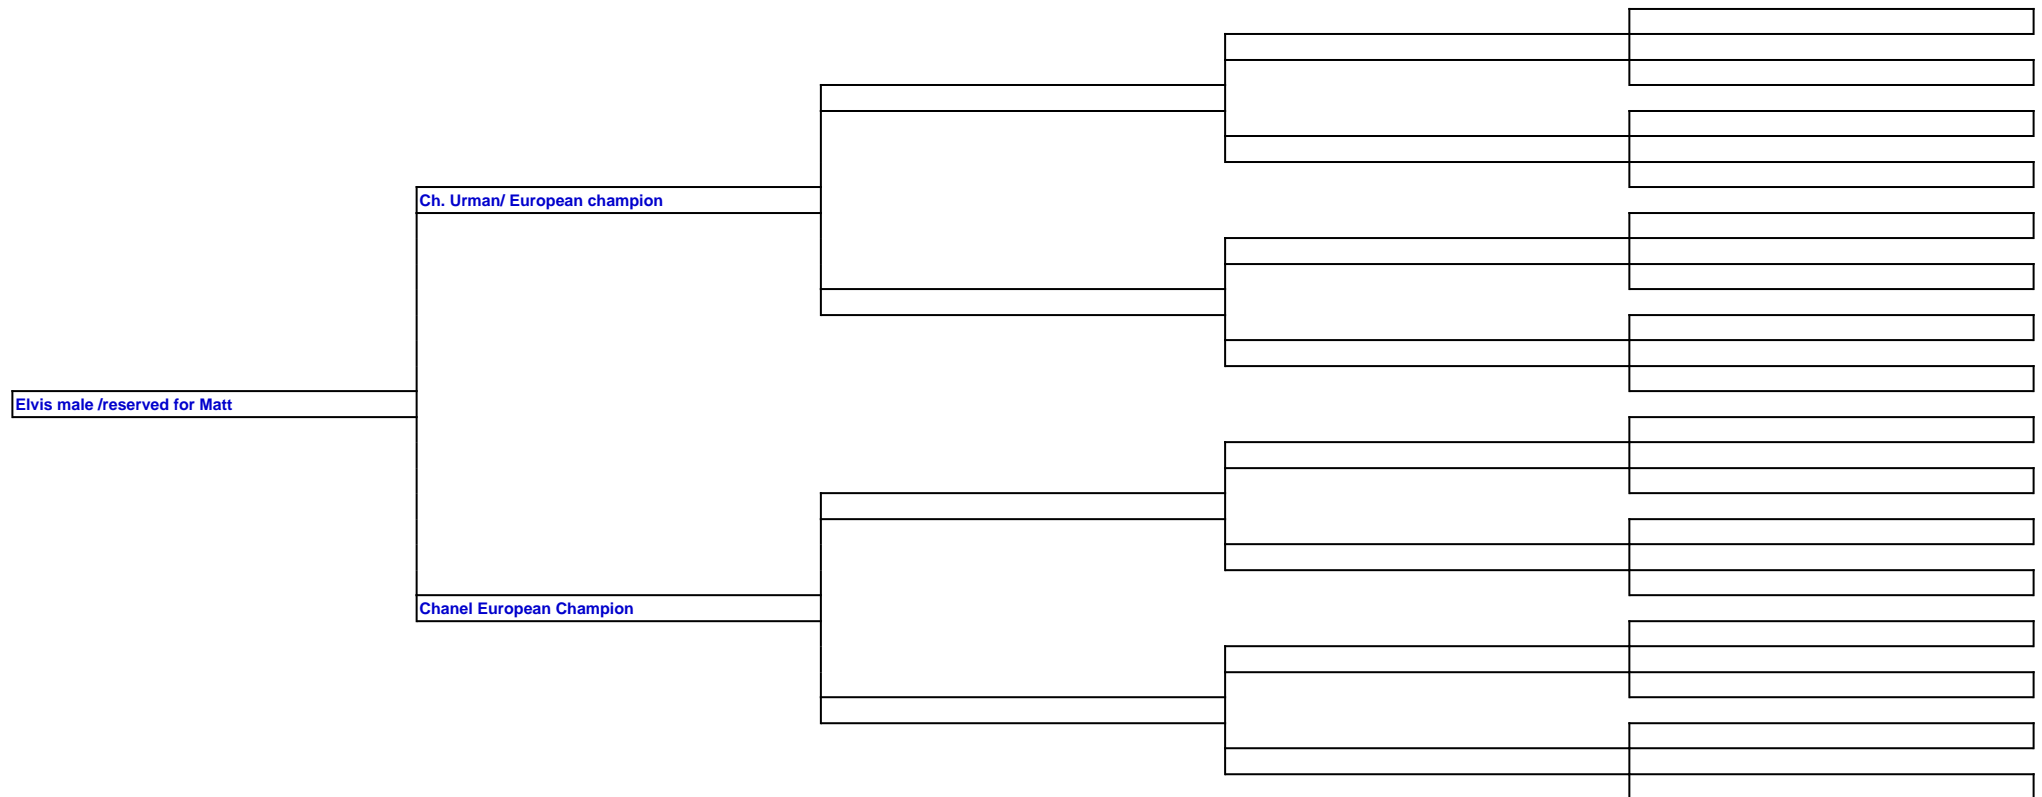 Ch. Urman/ European champion
Elvis male /reserved for Matt
Chanel European Champion